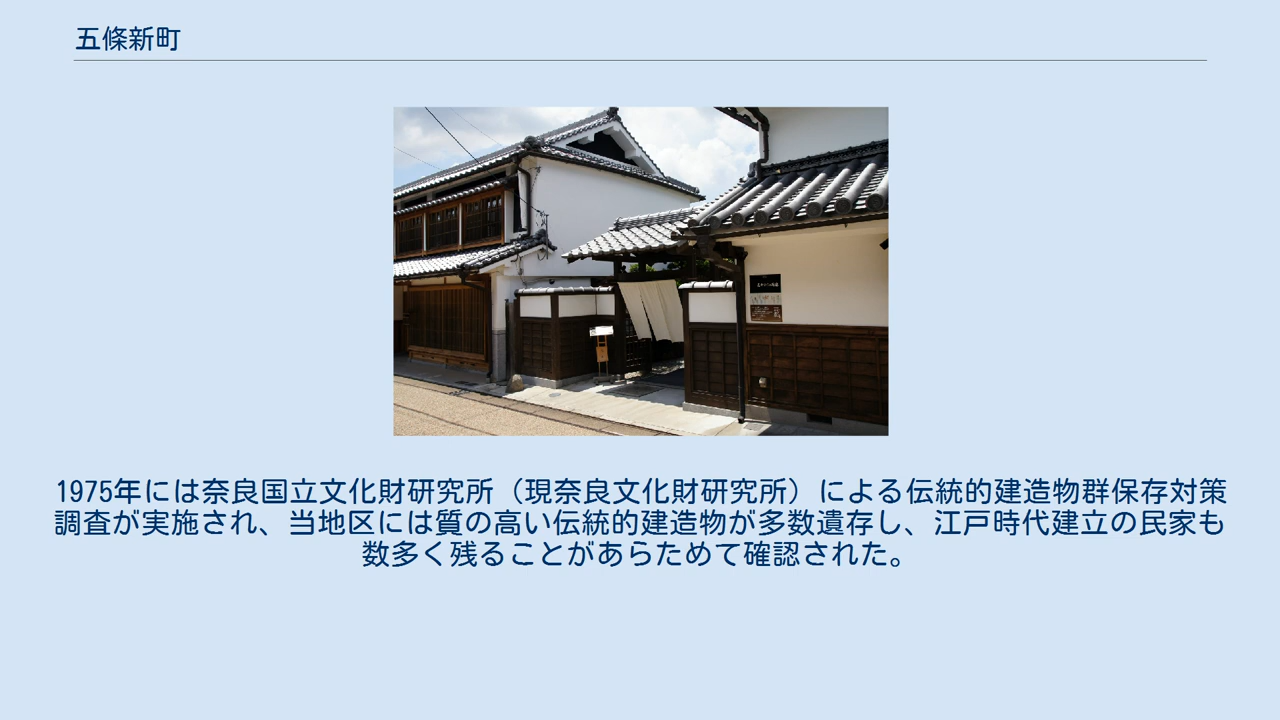 五條新町
1975年には奈良国立文化財研究所（現奈良文化財研究所）による伝統的建造物群保存対策
調査が実施され、当地区には質の高い伝統的建造物が多数遺存し、江戸時代建立の民家も
数多く残ることがあらためて確認された。